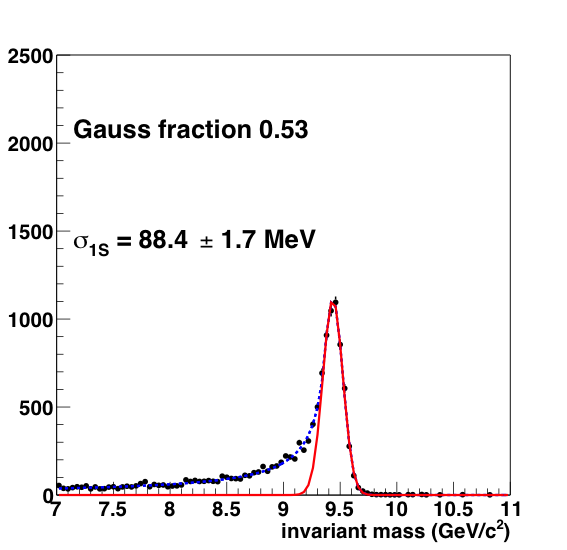 2500
Gauss fraction 0.53
2000
1500
σ1S = 88.4 ± 1.7 MeV
1000
500
0
7 7.5 8 8.5 9 9.5 10 10.5 11
invariant mass (GeV/c²)